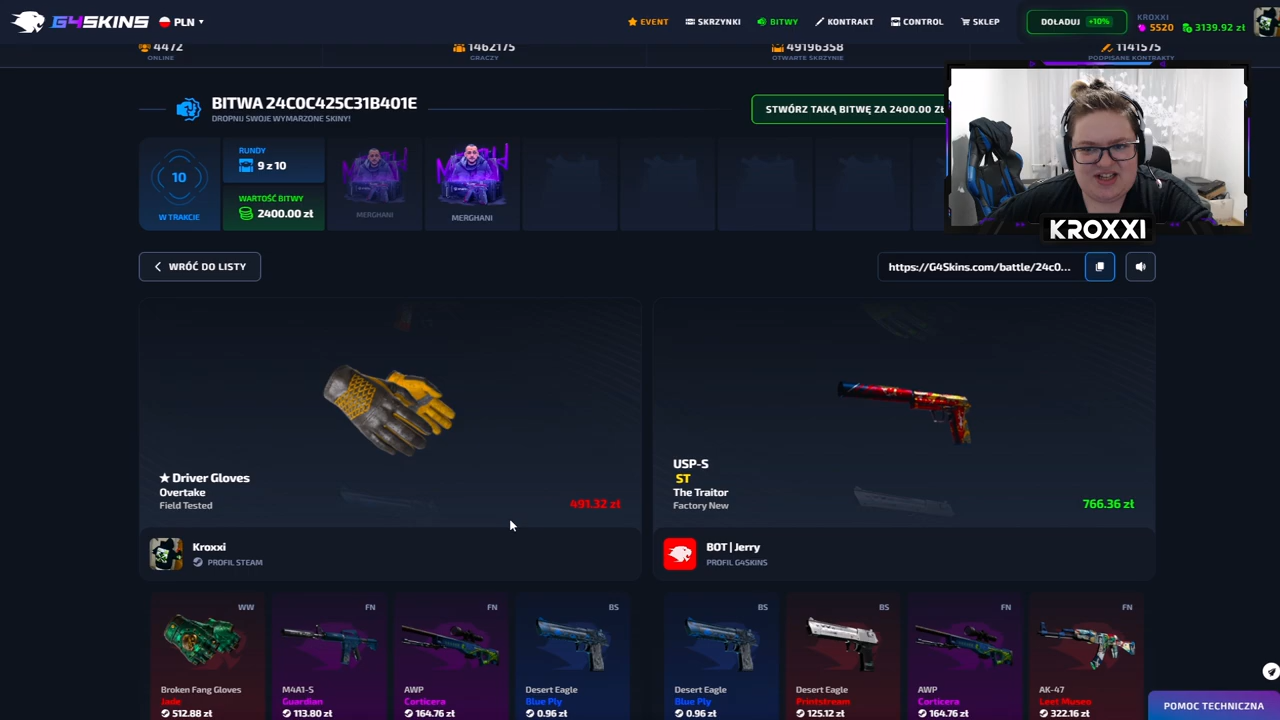 G4SKINS
PLN
EVENT
SKRZYNKI
BITWY
KONTRAKT
CONTROL
SKLEP
DOŁADUJ +10%
KROXXI
5520
3139.92 zł
4472
ONLINE
1462175
GRACZY
49196358
OTWARTE SKRZYNIE
1141575
PODPISANE KONTRAKTY
BITWA 24C0C425C31B401E
DROPNIJ SWOJE WYMARZONE SKINY!
STWÓRZ TAKĄ BITWĘ ZA 2400.00 ZŁ
10
W TRAKCIE
RUNDY
9 z 10
WARTOŚĆ BITWY
2400.00 zł
MERGHANI
MERGHANI
KROXXI
WRÓĆ DO LISTY
https://G4Skins.com/battle/24c0...
★ Driver Gloves
Overtake
Field Tested
491.32 zł
USP-S
ST
The Traitor
Factory New
766.36 zł
Kroxxi
PROFIL STEAM
BOT | Jerry
PROFIL G4SKINS
WW
Broken Fang Gloves
Jade
512.88 zł
FN
M4A1-S
Guardian
113.80 zł
FN
AWP
Corticera
164.76 zł
BS
Desert Eagle
Blue Ply
0.96 zł
BS
Desert Eagle
Blue Ply
0.96 zł
BS
Desert Eagle
Printstream
125.12 zł
FN
AWP
Corticera
164.76 zł
FN
AK-47
Leet Museo
322.16 zł
POMOC TECHNICZNA